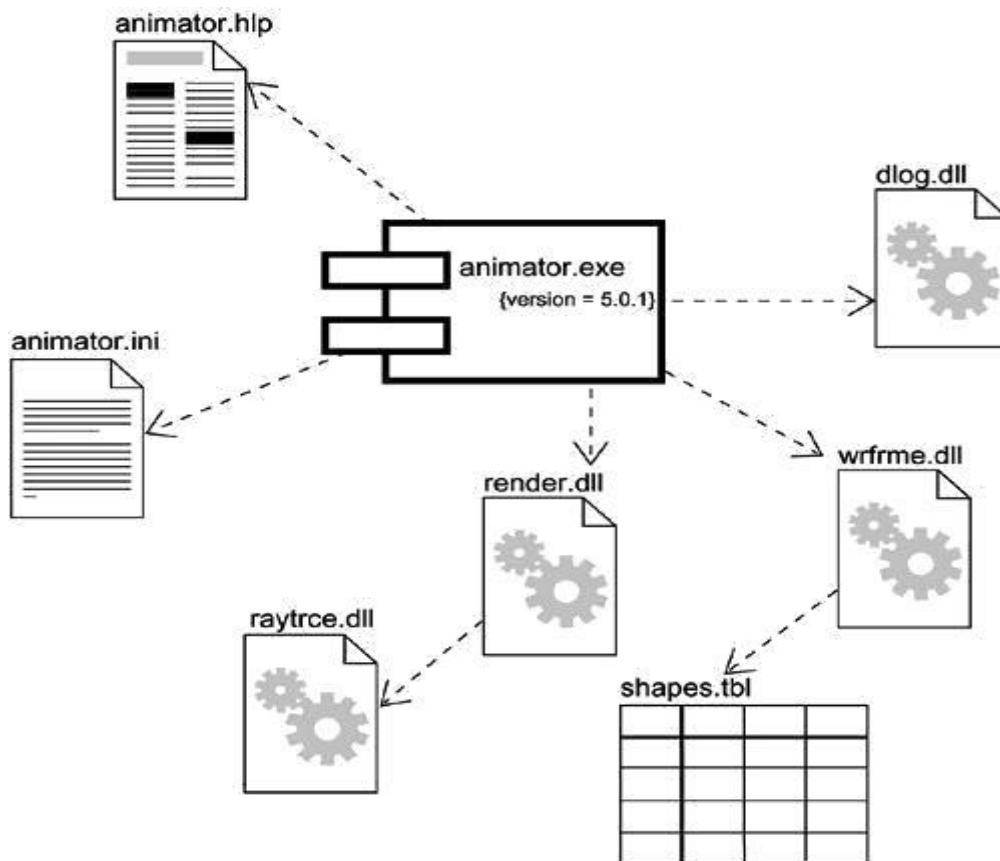 animator.hlp
dlog.dll
animator.exe
{version = 5.0.1}
animator.ini
wrfrme.dll
render.dll
raytrce.dll
shapes.tbl